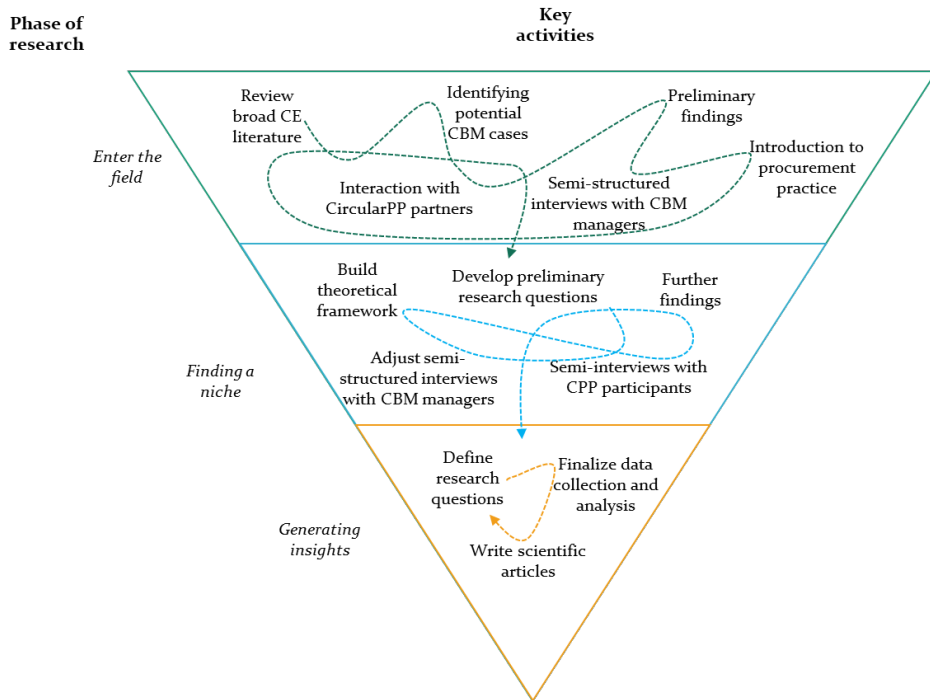 Phase of
research
Key
activities
Review
broad CE
literature
Identifying
potential
CBM cases
Preliminary
findings
Introduction to
procurement
practice
Enter the
field
Interaction with
CircularPP partners
Semi-structured
interviews with CBM
managers
Build
theoretical
framework
Develop preliminary
research questions
Further
findings
Finding a
niche
Adjust semi-
structured interviews
with CBM managers
Semi-interviews with
CPP participants
Define
research
questions
Finalize data
collection and
analysis
Generating
insights
Write scientific
articles